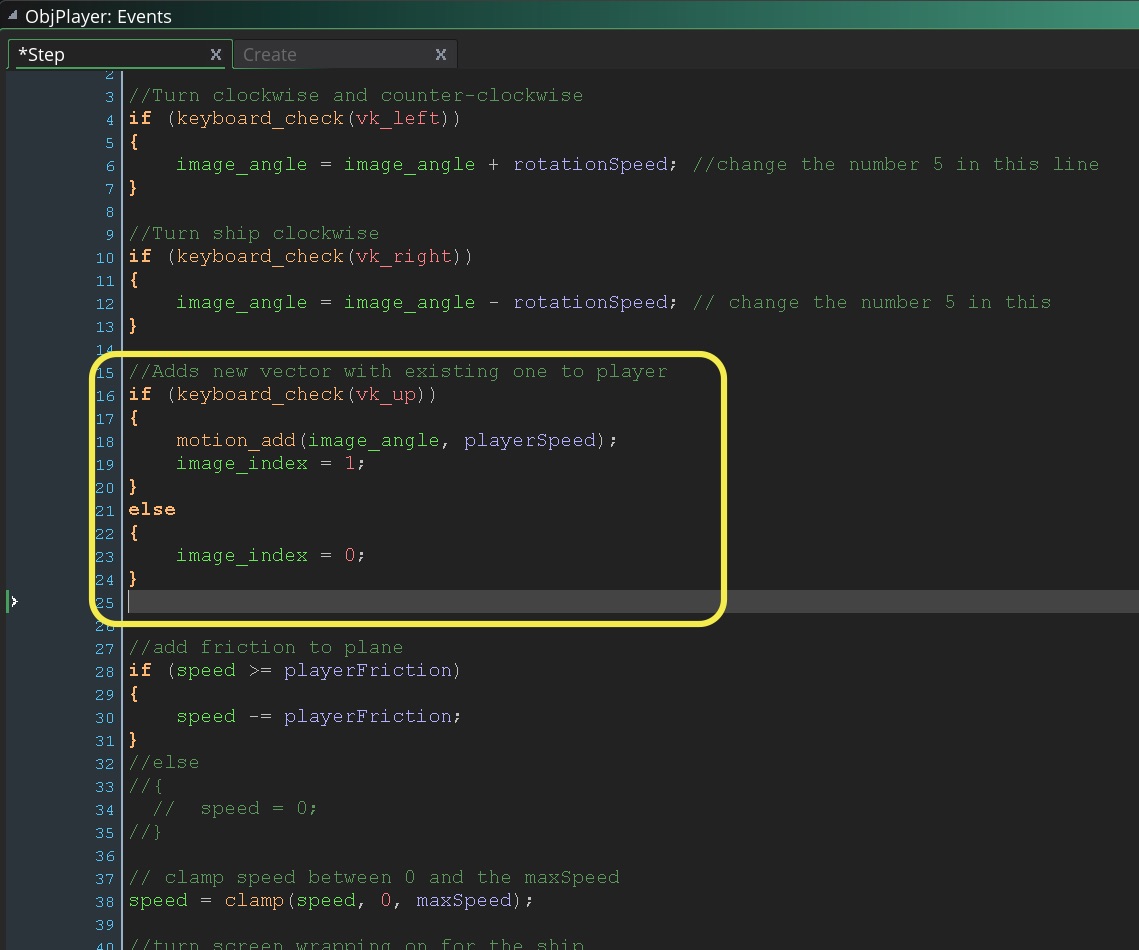 ObjPlayer: Events
*Step X Create X
2
3 //Turn clockwise and counter-clockwise
4 if (keyboard_check(vk_left))
5 {
6     image_angle = image_angle + rotationSpeed; //change the number 5 in this line
7 }
8
9 //Turn ship clockwise
10 if (keyboard_check(vk_right))
11 {
12     image_angle = image_angle - rotationSpeed; // change the number 5 in this
13 }
14
15 //Adds new vector with existing one to player
16 if (keyboard_check(vk_up))
17 {
18     motion_add(image_angle, playerSpeed);
19     image_index = 1;
20 }
21 else
22 {
23     image_index = 0;
24 }
25
26
27 //add friction to plane
28 if (speed >= playerFriction)
29 {
30     speed -= playerFriction;
31 }
32 //else
33 //{
34   //  speed = 0;
35 //}
36
37 // clamp speed between 0 and the maxSpeed
38 speed = clamp(speed, 0, maxSpeed);
39
40 //turn screen wrapping on for the ship